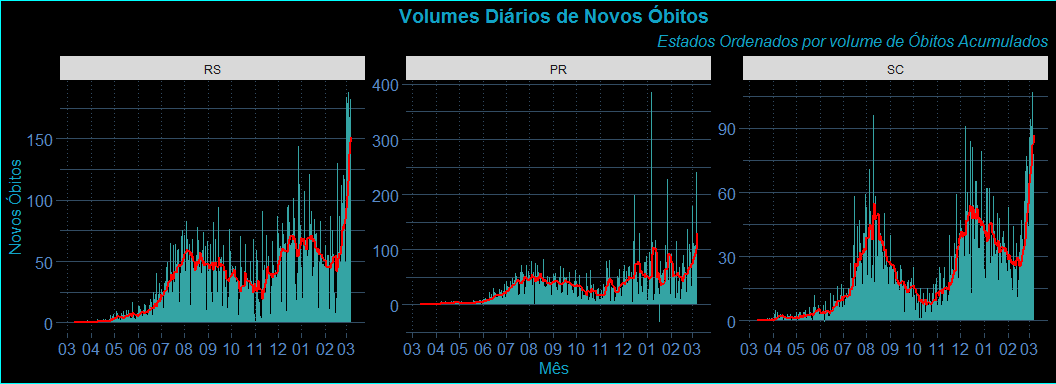 Volumes Diários de Novos Óbitos
Estados Ordenados por volume de Óbitos Acumulados
RS PR SC
Novos Óbitos
150
100
50
0
400
300
200
100
0
90
60
30
0
03 04 05 06 07 08 09 10 11 12 01 02 03
03 04 05 06 07 08 09 10 11 12 01 02 03
03 04 05 06 07 08 09 10 11 12 01 02 03
Mês